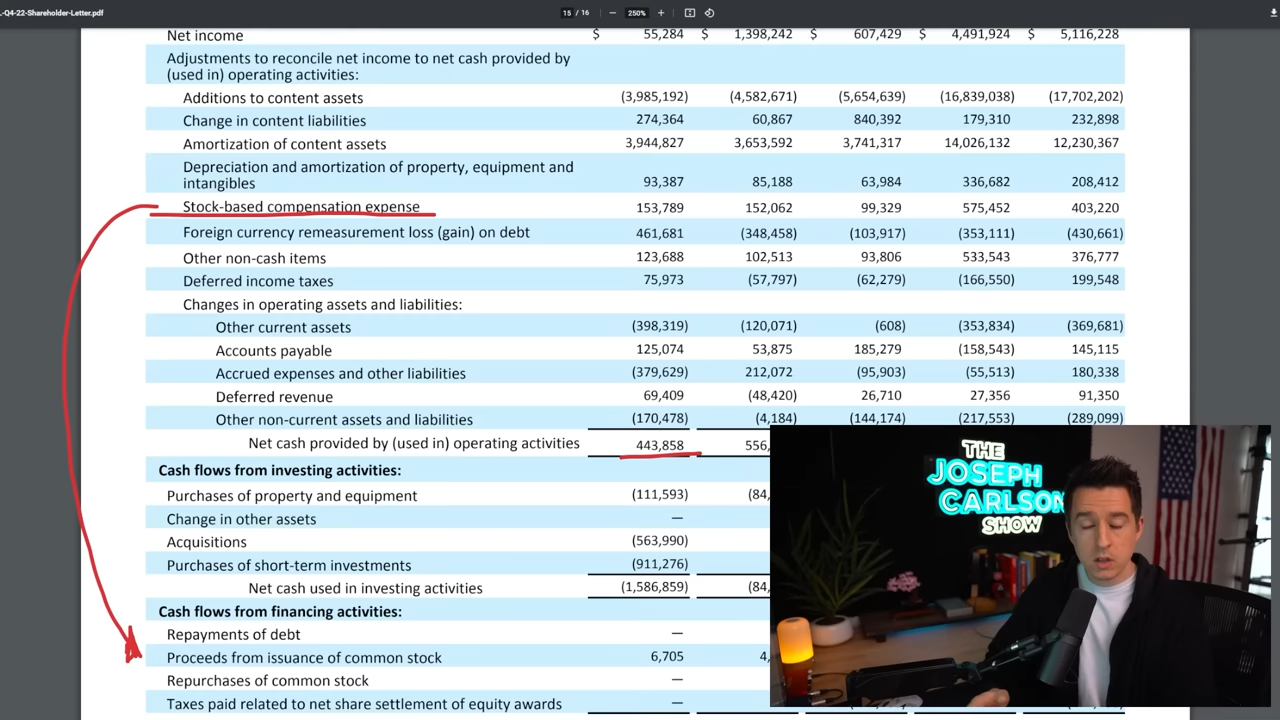 L-Q4-22-Shareholder-Letter.pdf 15 / 16 — 250% +
Net income $ 55,284 $ 1,398,242 $ 607,429 $ 4,491,924 $ 5,116,228
Adjustments to reconcile net income to net cash provided by
(used in) operating activities:
Additions to content assets (3,985,192) (4,582,671) (5,654,639) (16,839,038) (17,702,202)
Change in content liabilities 274,364 60,867 840,392 179,310 232,898
Amortization of content assets 3,944,827 3,653,592 3,741,317 14,026,132 12,230,367
Depreciation and amortization of property, equipment and
intangibles 93,387 85,188 63,984 336,682 208,412
Stock-based compensation expense 153,789 152,062 99,329 575,452 403,220
Foreign currency remeasurement loss (gain) on debt 461,681 (348,458) (103,917) (353,111) (430,661)
Other non-cash items 123,688 102,513 93,806 533,543 376,777
Deferred income taxes 75,973 (57,797) (62,279) (166,550) 199,548
Changes in operating assets and liabilities:
Other current assets (398,319) (120,071) (608) (353,834) (369,681)
Accounts payable 125,074 53,875 185,279 (158,543) 145,115
Accrued expenses and other liabilities (379,629) 212,072 (95,903) (55,513) 180,338
Deferred revenue 69,409 (48,420) 26,710 27,356 91,350
Other non-current assets and liabilities (170,478) (4,184) (144,174) (217,553) (289,099)
Net cash provided by (used in) operating activities 443,858 556,
Cash flows from investing activities:
Purchases of property and equipment (111,593) (84,
Change in other assets —
Acquisitions (563,990)
Purchases of short-term investments (911,276)
Net cash used in investing activities (1,586,859) (84,
Cash flows from financing activities:
Repayments of debt —
Proceeds from issuance of common stock 6,705 4,
Repurchases of common stock —
Taxes paid related to net share settlement of equity awards —
THE
JOSEPH
CARLSON
SHOW